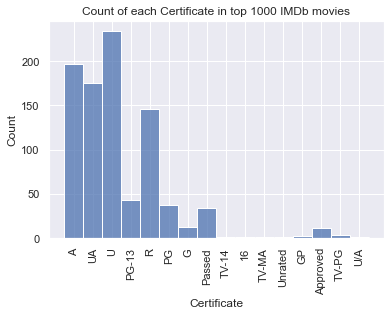 Count of each Certificate in top 1000 IMDb movies
Count
200
150
100
50
0
A
UA
U
PG-13
R
PG
G
Passed
TV-14
16
TV-MA
Unrated
GP
Approved
TV-PG
U/A
Certificate